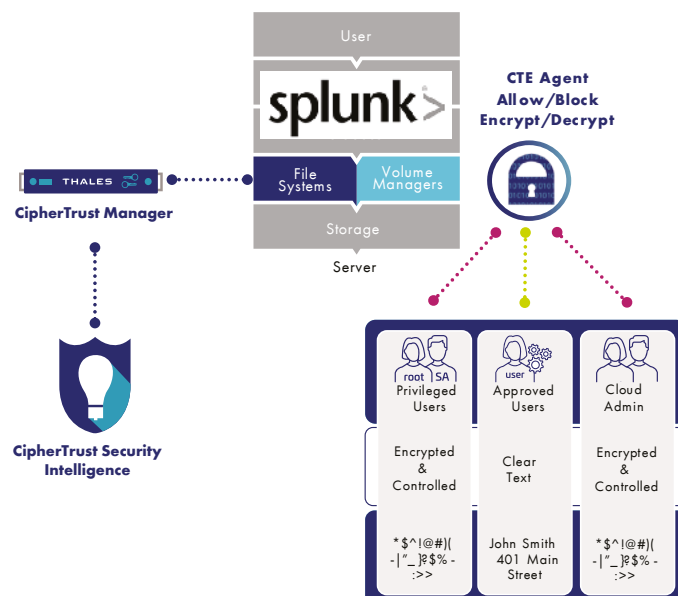 User
splunk>
CTE Agent
Allow/Block
Encrypt/Decrypt
THALES
CipherTrust Manager
File
Systems
Volume
Managers
Storage
Server
CipherTrust Security
Intelligence
root SA
Privileged
Users
user
Approved
Users
Cloud
Admin
Encrypted
&
Controlled
Clear
Text
Encrypted
&
Controlled
*$^!@#)(
-|"_}?$% -
:>>
John Smith
401 Main
Street
*$^!@#)(
-|"_}?$% -
:>>